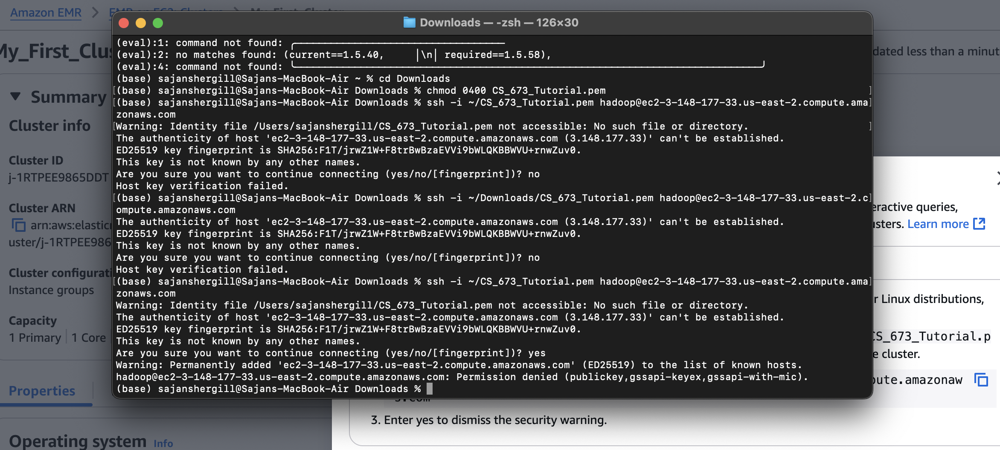 Amazon EMR
My_First_Clus
Summary
Cluster info
Cluster ID
j-1RTPEE9865DDT
Cluster ARN
arn:aws:elasticr
uster/j-1RTPEE986
Cluster configurati
Instance groups
Capacity
1 Primary | 1 Core
Properties
Operating system Info
Downloads — -zsh — 126×30
(eval):1: command not found: ╭─────────────────────────
(eval):2: no matches found: (current==1.5.40, |\n| required==1.5.58),
(eval):4: command not found: ╰─────────────────────────╯
(base) sajanshergill@Sajans-MacBook-Air ~ % cd Downloads
[(base) sajanshergill@Sajans-MacBook-Air Downloads % chmod 0400 CS_673_Tutorial.pem ]
[(base) sajanshergill@Sajans-MacBook-Air Downloads % ssh -i ~/CS_673_Tutorial.pem hadoop@ec2-3-148-177-33.us-east-2.compute.ama]
zonaws.com
[Warning: Identity file /Users/sajanshergill/CS_673_Tutorial.pem not accessible: No such file or directory. ]
The authenticity of host 'ec2-3-148-177-33.us-east-2.compute.amazonaws.com (3.148.177.33)' can't be established.
ED25519 key fingerprint is SHA256:F1T/jrwZ1W+F8trBwBzaEVVi9bWLQKBBWVU+rnwZuv0.
This key is not known by any other names.
Are you sure you want to continue connecting (yes/no/[fingerprint])? no
Host key verification failed.
[(base) sajanshergill@Sajans-MacBook-Air Downloads % ssh -i ~/Downloads/CS_673_Tutorial.pem hadoop@ec2-3-148-177-33.us-east-2.c]
ompute.amazonaws.com
The authenticity of host 'ec2-3-148-177-33.us-east-2.compute.amazonaws.com (3.148.177.33)' can't be established.
ED25519 key fingerprint is SHA256:F1T/jrwZ1W+F8trBwBzaEVVi9bWLQKBBWVU+rnwZuv0.
This key is not known by any other names.
Are you sure you want to continue connecting (yes/no/[fingerprint])? no
Host key verification failed.
[(base) sajanshergill@Sajans-MacBook-Air Downloads % ssh -i ~/CS_673_Tutorial.pem hadoop@ec2-3-148-177-33.us-east-2.compute.ama]
zonaws.com
Warning: Identity file /Users/sajanshergill/CS_673_Tutorial.pem not accessible: No such file or directory.
The authenticity of host 'ec2-3-148-177-33.us-east-2.compute.amazonaws.com (3.148.177.33)' can't be established.
ED25519 key fingerprint is SHA256:F1T/jrwZ1W+F8trBwBzaEVVi9bWLQKBBWVU+rnwZuv0.
This key is not known by any other names.
Are you sure you want to continue connecting (yes/no/[fingerprint])? yes
Warning: Permanently added 'ec2-3-148-177-33.us-east-2.compute.amazonaws.com' (ED25519) to the list of known hosts.
hadoop@ec2-3-148-177-33.us-east-2.compute.amazonaws.com: Permission denied (publickey,gssapi-keyex,gssapi-with-mic).
(base) sajanshergill@Sajans-MacBook-Air Downloads %
dated less than a minut
eractive queries,
usters. Learn more
r Linux distributions,
CS_673_Tutorial.p
e cluster.
pute.amazonaw
s.com
3. Enter yes to dismiss the security warning.